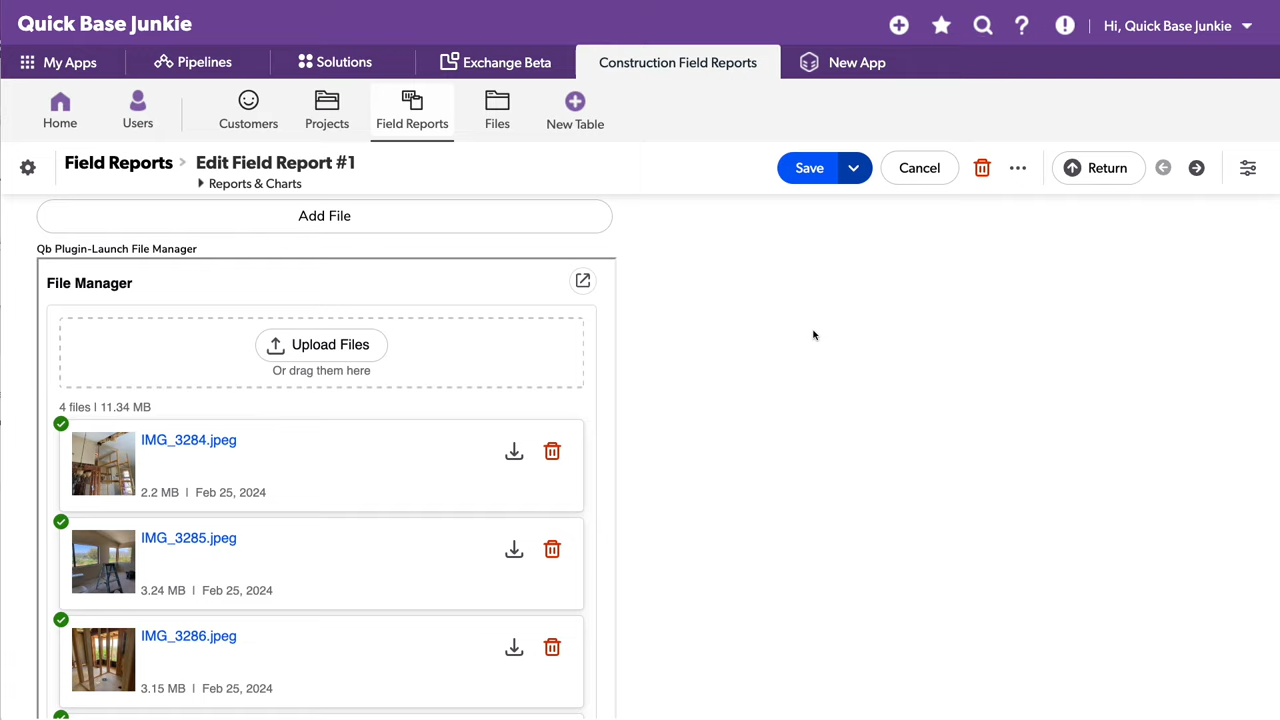 Quick Base Junkie
Hi, Quick Base Junkie
My Apps
Pipelines
Solutions
Exchange Beta
Construction Field Reports
New App
Home
Users
Customers
Projects
Field Reports
Files
New Table
Field Reports > Edit Field Report #1
Reports & Charts
Save
Cancel
Return
Add File
Qb Plugin-Launch File Manager
File Manager
Upload Files
Or drag them here
4 files | 11.34 MB
IMG_3284.jpeg
2.2 MB | Feb 25, 2024
IMG_3285.jpeg
3.24 MB | Feb 25, 2024
IMG_3286.jpeg
3.15 MB | Feb 25, 2024